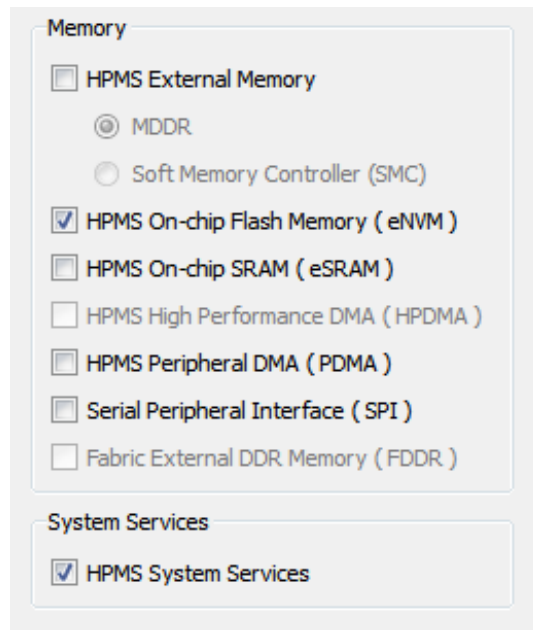 Memory
HPMS External Memory
MDDR
Soft Memory Controller (SMC)
HPMS On-chip Flash Memory ( eNVM )
HPMS On-chip SRAM ( eSRAM )
HPMS High Performance DMA ( HPDMA )
HPMS Peripheral DMA ( PDMA )
Serial Peripheral Interface ( SPI )
Fabric External DDR Memory ( FDDR )
System Services
HPMS System Services